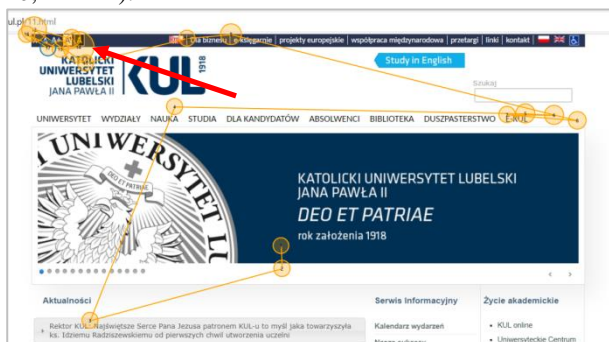 ul.pl/11.html
Dla biznesu | e-księgarnie | projekty europejskie | współpraca międzynarodowa | przetargi | linki | kontakt
KATOLICKI
UNIWERSYTET
LUBELSKI
JANA PAWŁA II
KUL
1918
Study in English
Szukaj
UNIWERSYTET WYDZIAŁY NAUKA STUDIA DLA KANDYDATÓW ABSOLWENCI BIBLIOTEKA DUSZPASTERSTWO E-KUL
UNIWERSYTET LU
DEO ET PATRIAE
KATOLICKI UNIWERSYTET LUBELSKI
JANA PAWŁA II
DEO ET PATRIAE
rok założenia 1918
Aktualności
Serwis Informacyjny
Życie akademickie
Rektor KUL: Najświętsze Serce Pana Jezusa patronem KUL-u to myśl jaka towarzyszyła
ks. Idziemu Radziszewskiemu od pierwszych chwil utworzenia uczelni
Kalendarz wydarzeń
KUL online
Uniwersyteckie Centrum